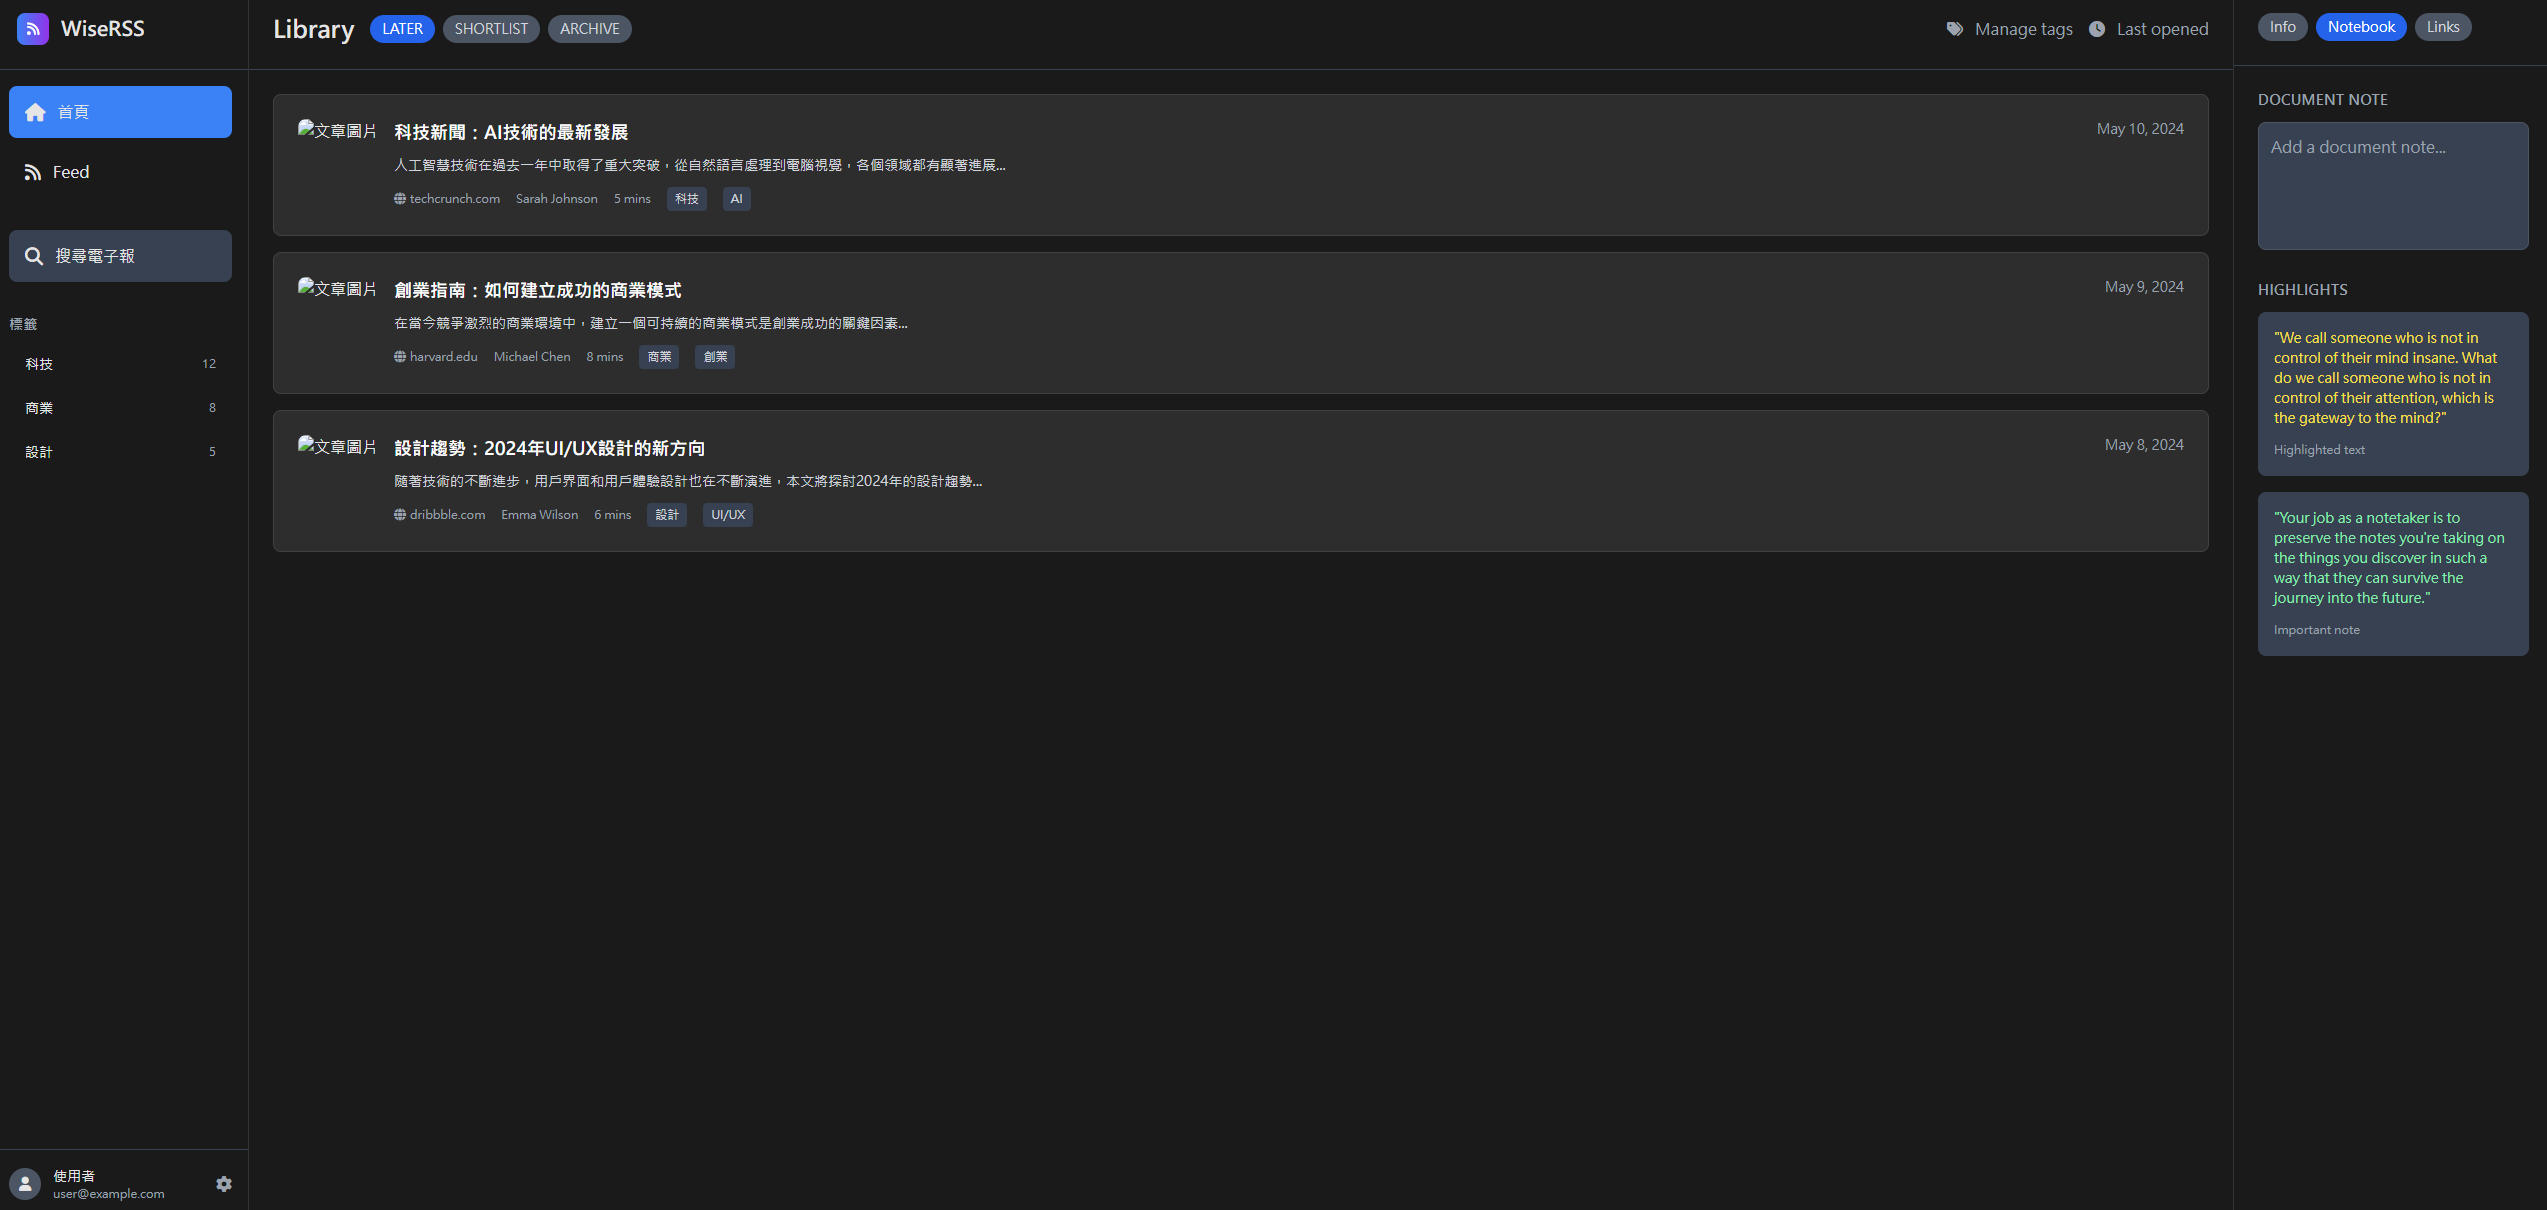 WiseRSS
首頁
Feed
搜尋電子報
標籤
科技 12
商業 8
設計 5
使用者
user@example.com
Library LATER SHORTLIST ARCHIVE Manage tags Last opened
文章圖片
科技新聞：AI技術的最新發展
May 10, 2024
人工智慧技術在過去一年中取得了重大突破，從自然語言處理到電腦視覺，各個領域都有顯著進展...
techcrunch.com Sarah Johnson 5 mins 科技 AI
文章圖片
創業指南：如何建立成功的商業模式
May 9, 2024
在當今競爭激烈的商業環境中，建立一個可持續的商業模式是創業成功的關鍵因素...
harvard.edu Michael Chen 8 mins 商業 創業
文章圖片
設計趨勢：2024年UI/UX設計的新方向
May 8, 2024
隨著技術的不斷進步，用戶界面和用戶體驗設計也在不斷演進，本文將探討2024年的設計趨勢...
dribbble.com Emma Wilson 6 mins 設計 UI/UX
Info Notebook Links
DOCUMENT NOTE
Add a document note...
HIGHLIGHTS
"We call someone who is not in
control of their mind insane. What
do we call someone who is not in
control of their attention, which is
the gateway to the mind?"
Highlighted text
"Your job as a notetaker is to
preserve the notes you're taking on
the things you discover in such a
way that they can survive the
journey into the future."
Important note